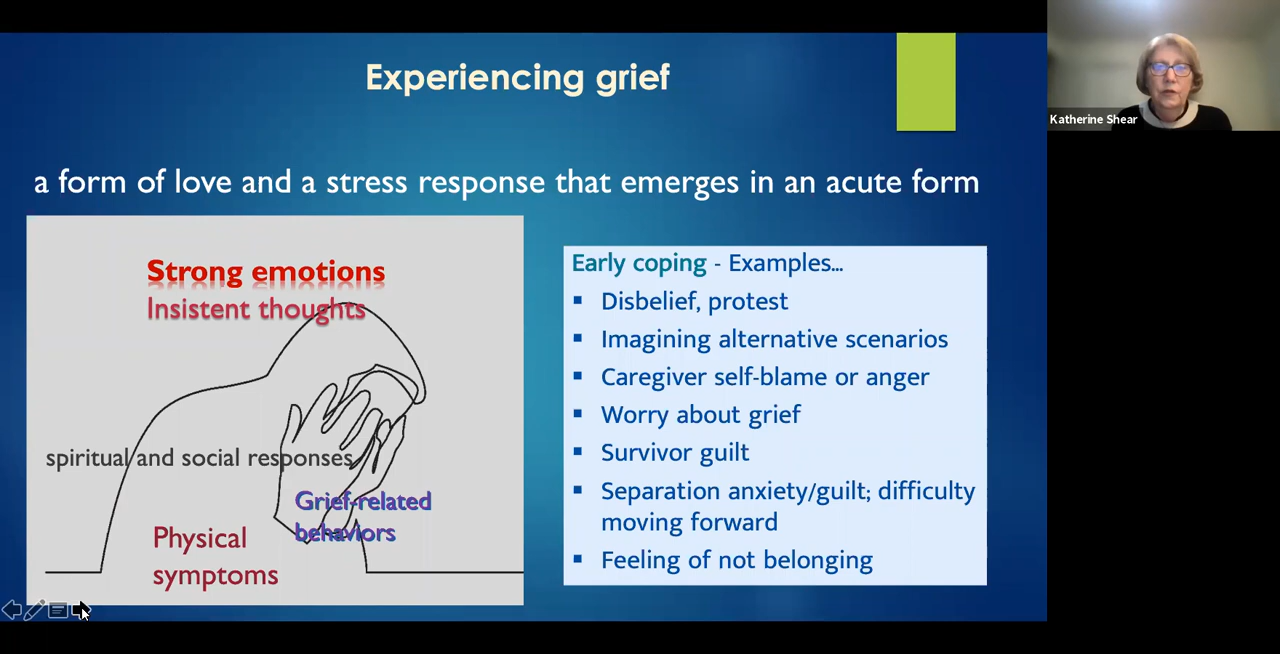 Experiencing grief
Katherine Shear
a form of love and a stress response that emerges in an acute form
Strong emotions
Insistent thoughts
spiritual and social responses
Grief-related
behaviors
Physical
symptoms
Early coping - Examples...
▪ Disbelief, protest
▪ Imagining alternative scenarios
▪ Caregiver self-blame or anger
▪ Worry about grief
▪ Survivor guilt
▪ Separation anxiety/guilt; difficulty
moving forward
▪ Feeling of not belonging